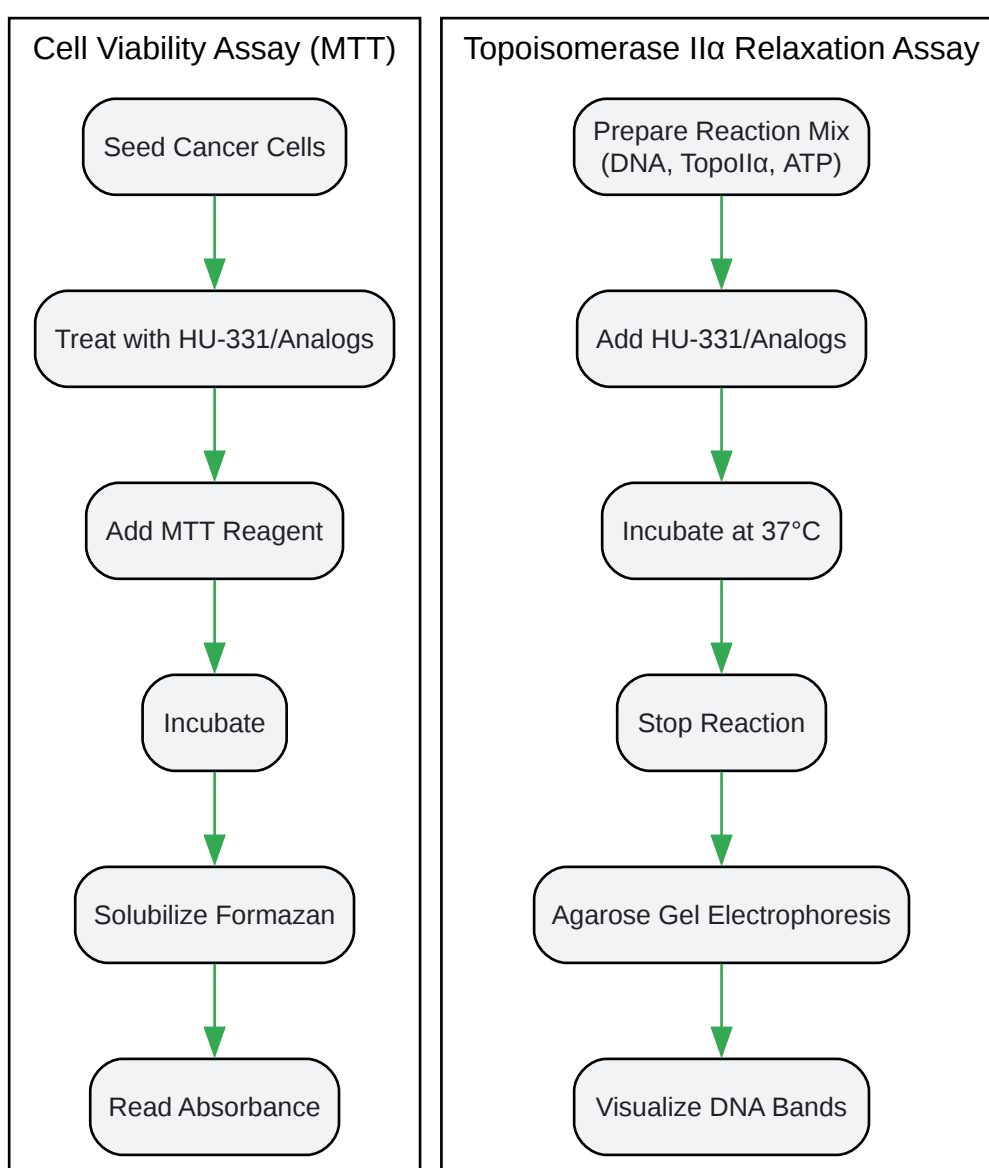 Cell Viability Assay (MTT)
Seed Cancer Cells
Treat with HU-331/Analogs
Add MTT Reagent
Incubate
Solubilize Formazan
Read Absorbance
Topoisomerase IIα Relaxation Assay
Prepare Reaction Mix
(DNA, TopoIIα, ATP)
Add HU-331/Analogs
Incubate at 37°C
Stop Reaction
Agarose Gel Electrophoresis
Visualize DNA Bands